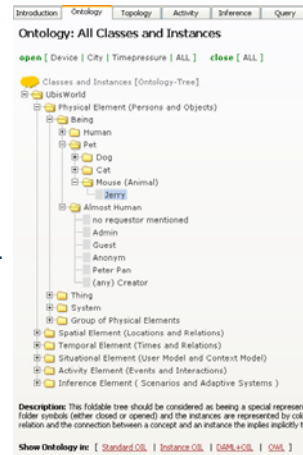 Introduction Ontology Topology Activity Inference Query
Ontology: All Classes and Instances
open [ Device | City | Timepressure | ALL ] close [ ALL ]
Classes and Instances [Ontology-Tree]
UbisWorld
Physical Element (Persons and Objects)
Being
Human
Pet
Dog
Cat
Mouse (Animal)
Jerry
Almost Human
no requestor mentioned
Admin
Guest
Anonym
Peter Pan
(any) Creator
Thing
System
Group of Physical Elements
Spatial Element (Locations and Relations)
Temporal Element (Times and Relations)
Situational Element (User Model and Context Model)
Activity Element (Events and Interactions)
Inference Element ( Scenarios and Adaptive Systems )
Description: This foldable tree should be considered as beeing a special represen
folder symbols (either closed or opened) and the instances are represented by col
relation and the connection between a concept and an instance the implies implicitly t
Show Ontology in: [ Standard OIL | Instance OIL | DAML+OIL | OWL ]